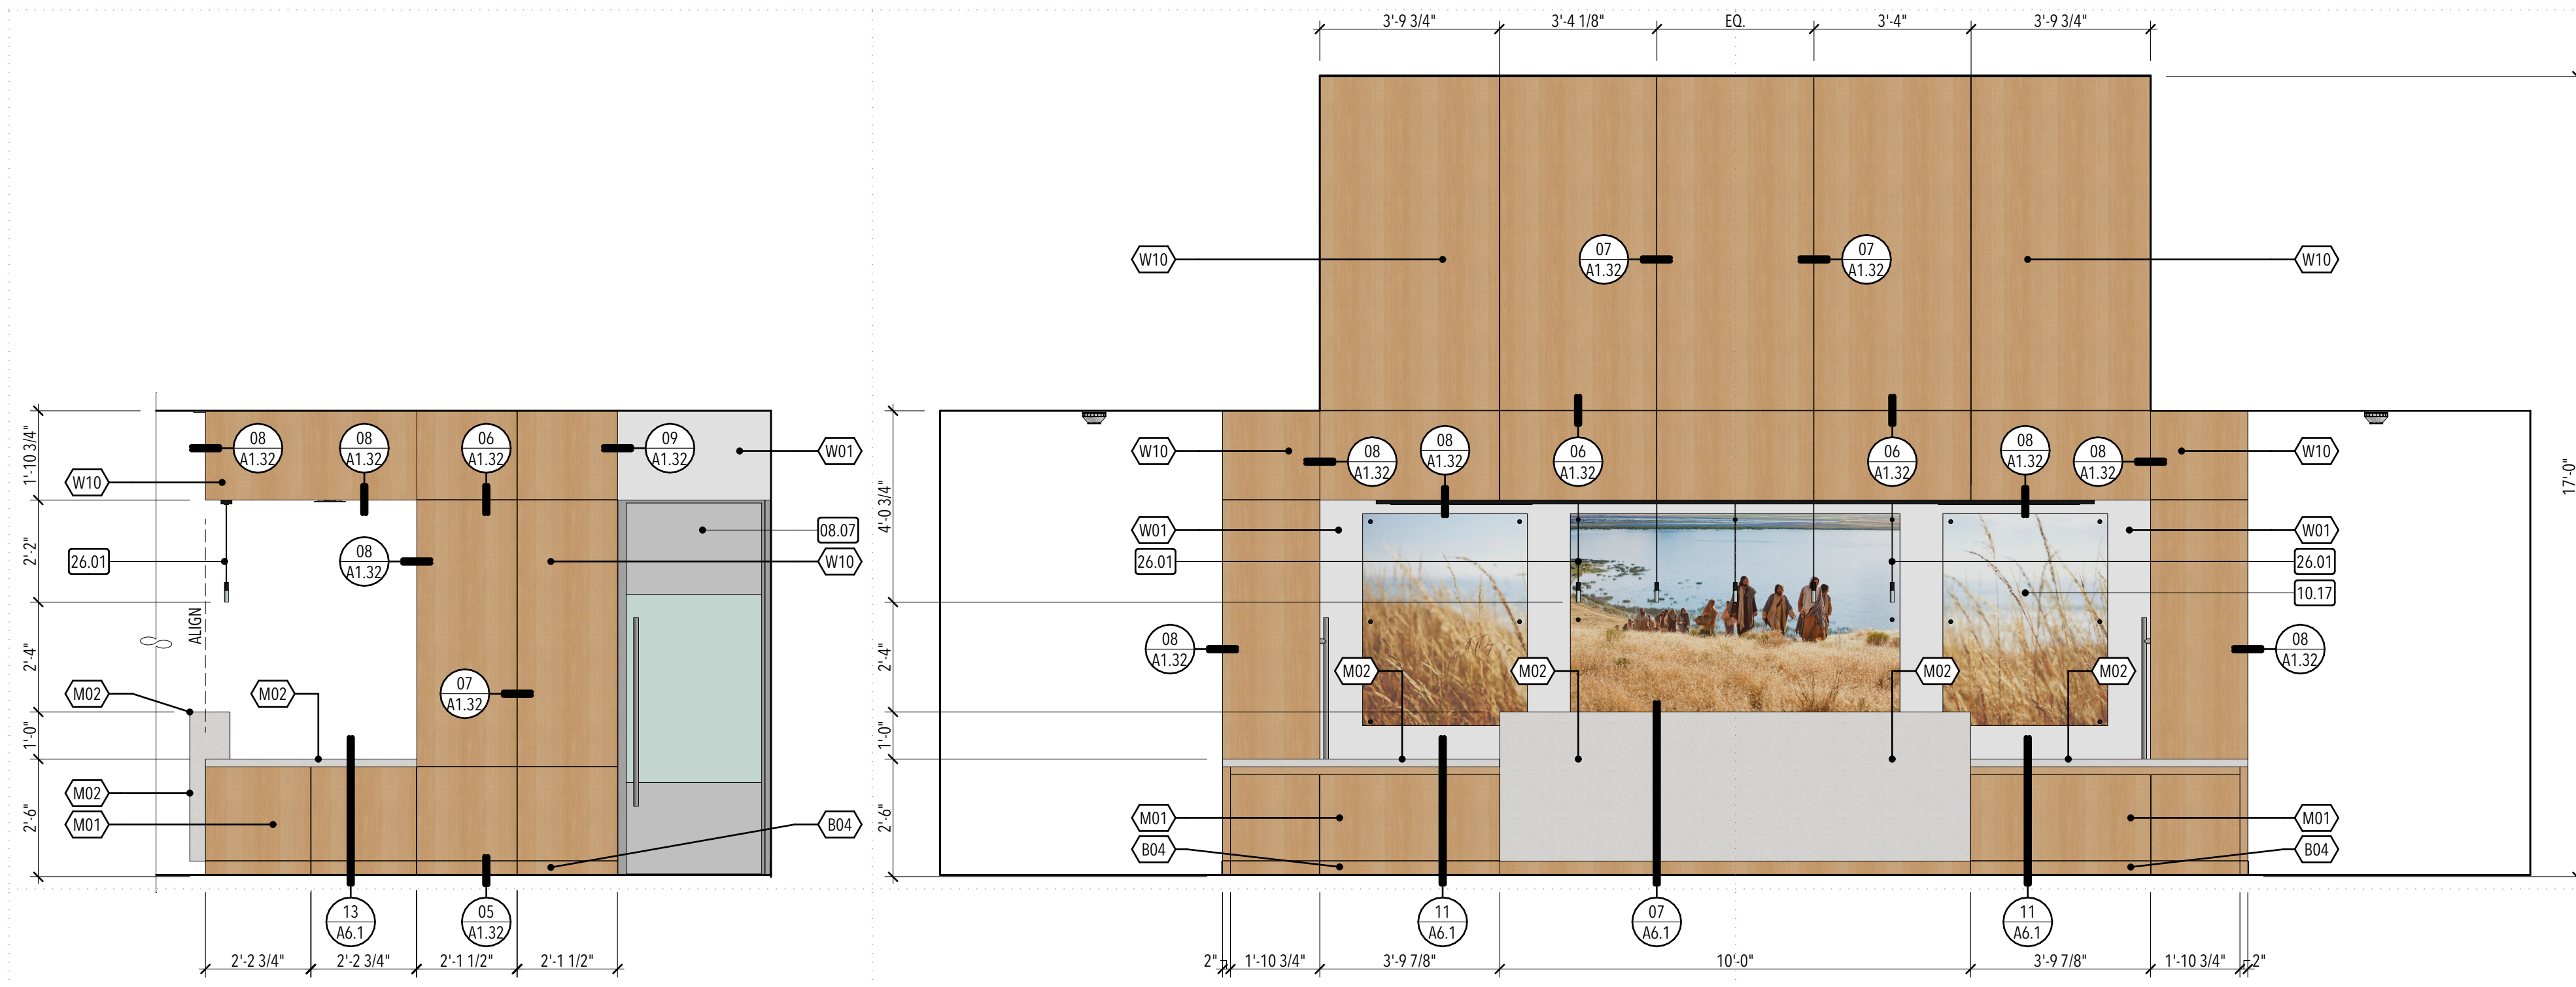 3'-9 3/4"
3'-4 1/8"
EQ.
3'-4"
3'-9 3/4"
W10
07
A1.32
07
A1.32
W10
17'-0"
1'-10 3/4"
2'-2"
2'-4"
1'-0"
2'-6"
08
A1.32
08
A1.32
06
A1.32
09
A1.32
W01
W10
08.07
26.01
08
A1.32
W10
ALIGN
M02
M02
07
A1.32
M02
M01
B04
13
A6.1
05
A1.32
2'-2 3/4"
2'-2 3/4"
2'-1 1/2"
2'-1 1/2"
4'-0 3/4"
2'-4"
1'-0"
2'-6"
W10
08
A1.32
08
A1.32
06
A1.32
06
A1.32
08
A1.32
08
A1.32
W10
W01
W01
26.01
26.01
10.17
08
A1.32
08
A1.32
M02
M02
M02
M02
M01
M01
B04
B04
11
A6.1
07
A6.1
11
A6.1
2"
1'-10 3/4"
3'-9 7/8"
10'-0"
3'-9 7/8"
1'-10 3/4"
2"